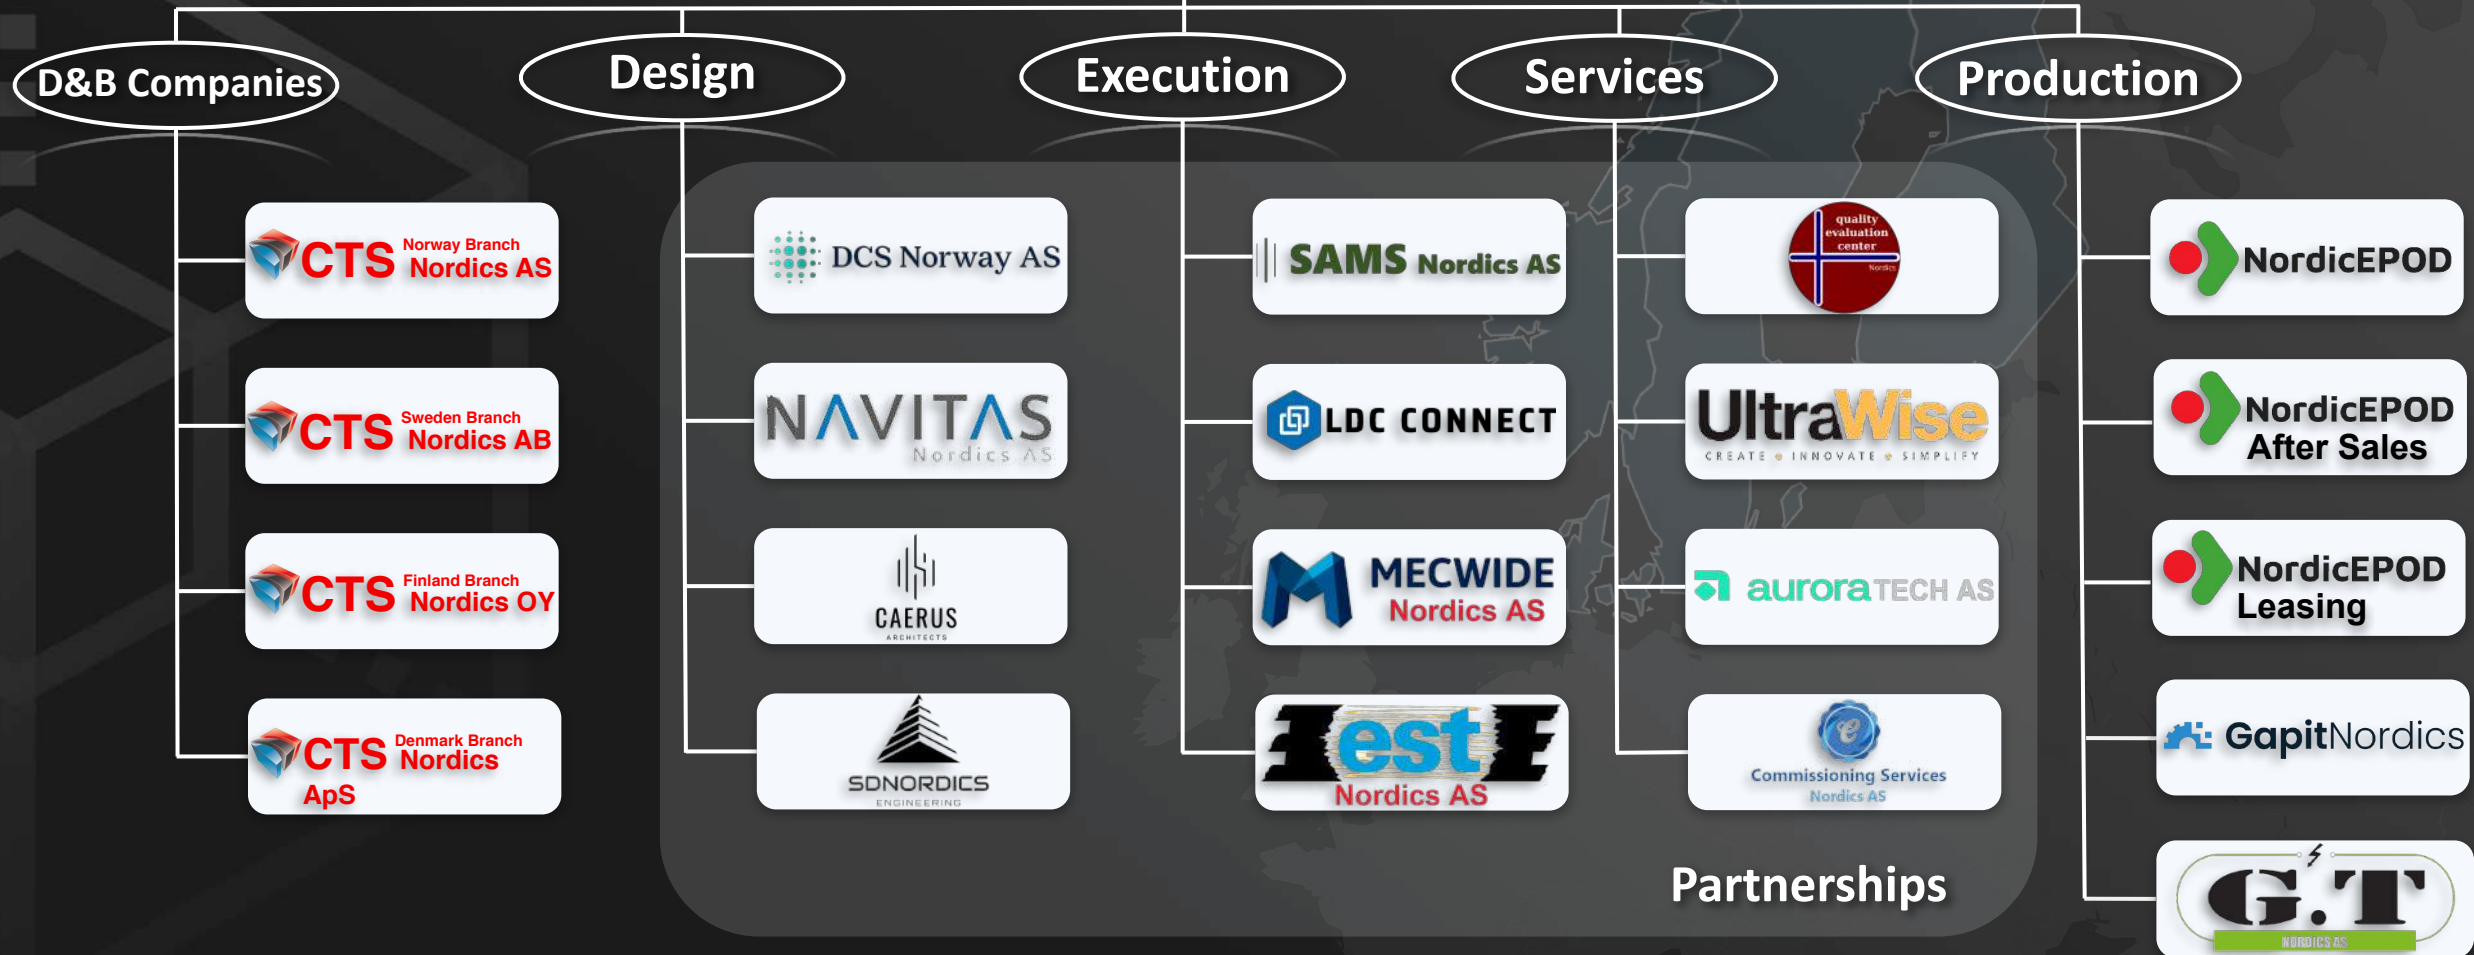 D&B Companies
Design
Execution
Services
Production
CTS Norway Branch
Nordics AS
CTS Sweden Branch
Nordics AB
CTS Finland Branch
Nordics OY
CTS Denmark Branch
Nordics
ApS
DCS Norway AS
NAVITAS
Nordics AS
CAERUS
ARCHITECTS
SDNORDICS
ENGINEERING
SAMS Nordics AS
LDC CONNECT
MECWIDE
Nordics AS
est
Nordics AS
quality
evaluation
center
Nordics
UltraWise
CREATE INNOVATE SIMPLIFY
aurora TECH AS
e
Commissioning Services
Nordics AS
Partnerships
NordicEPOD
NordicEPOD
After Sales
NordicEPOD
Leasing
GapitNordics
G.T
NORDICS AS